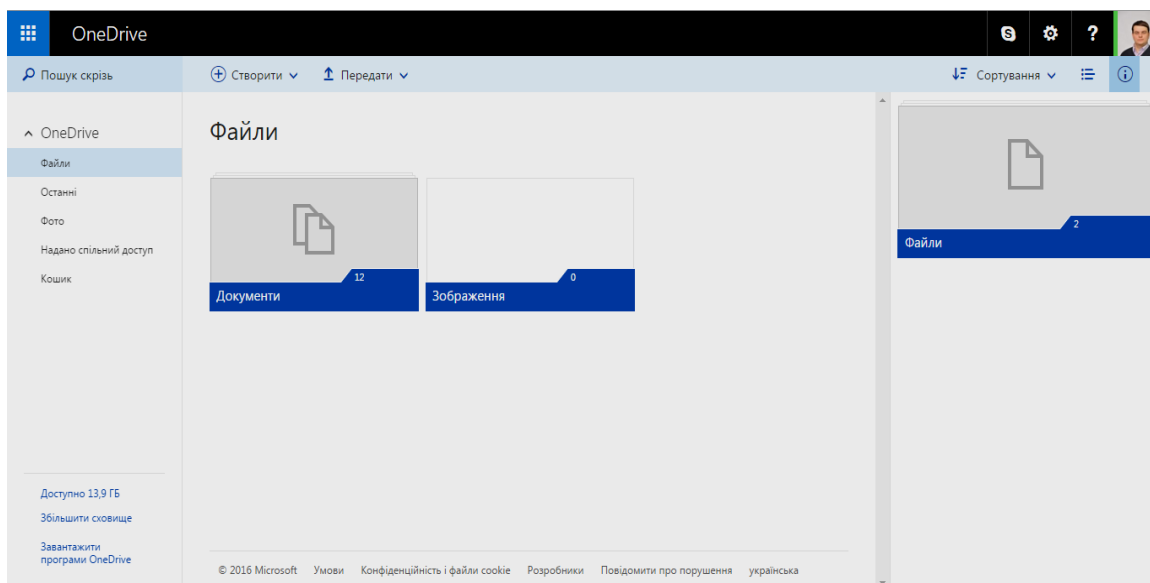 OneDrive
?
Пошук скрізь
Створити
Передати
Сортування
OneDrive
Файли
Останні
Фото
Надано спільний доступ
Кошик
Файли
12
Документи
0
Зображення
2
Файли
Доступно 13,9 ГБ
Збільшити сховище
Завантажити
програми OneDrive
© 2016 Microsoft Умови Конфіденційність і файли cookie Розробники Повідомити про порушення українська